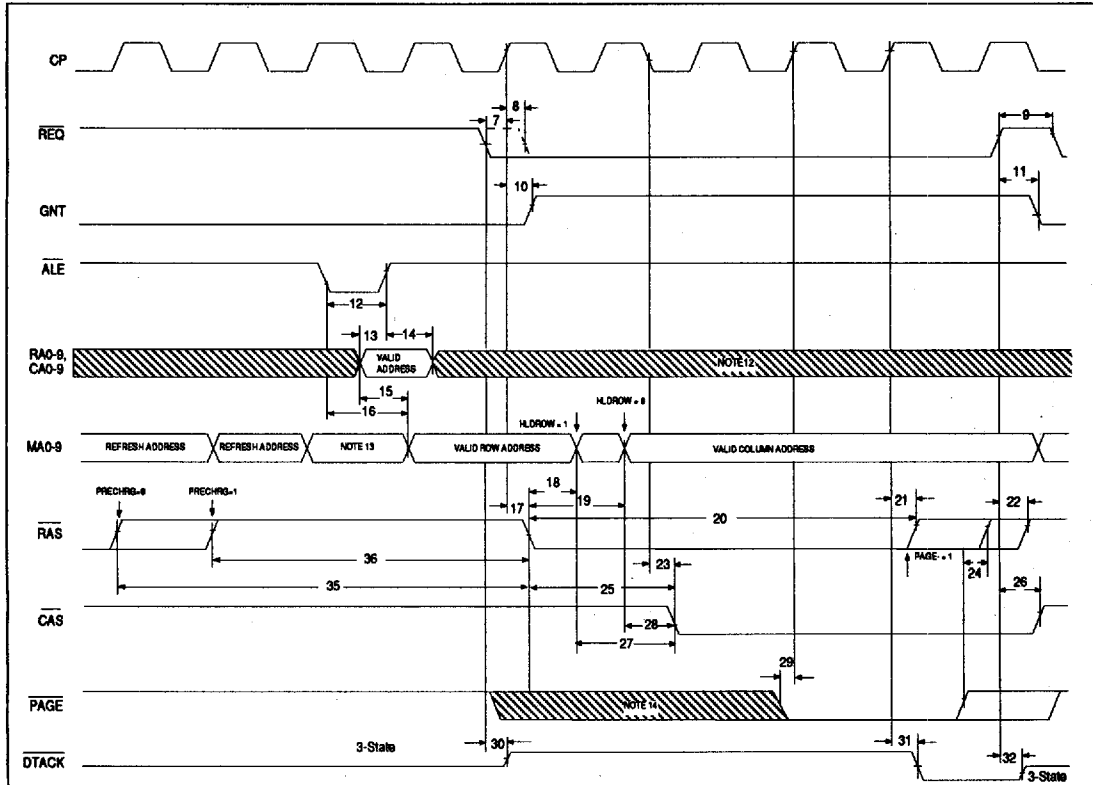 CP
8
7
REQ
9
10
11
GNT
ALE
12
13
14
RA0-9,
CA0-9
VALID
ADDRESS
NOTE12
15
16
HLDROW = 1
HLDROW = 0
MA0-9
REFRESH ADDRESS
REFRESH ADDRESS
NOTE 13
VALID ROW ADDRESS
VALID COLUMN ADDRESS
PRECHRG=0
PRECHRG=1
18
17
19
21
22
20
RAS
36
23
PAGE = 1
24
35
25
26
CAS
28
27
29
PAGE
NOTE 14
3-State
30
31
32
DTACK
3-State